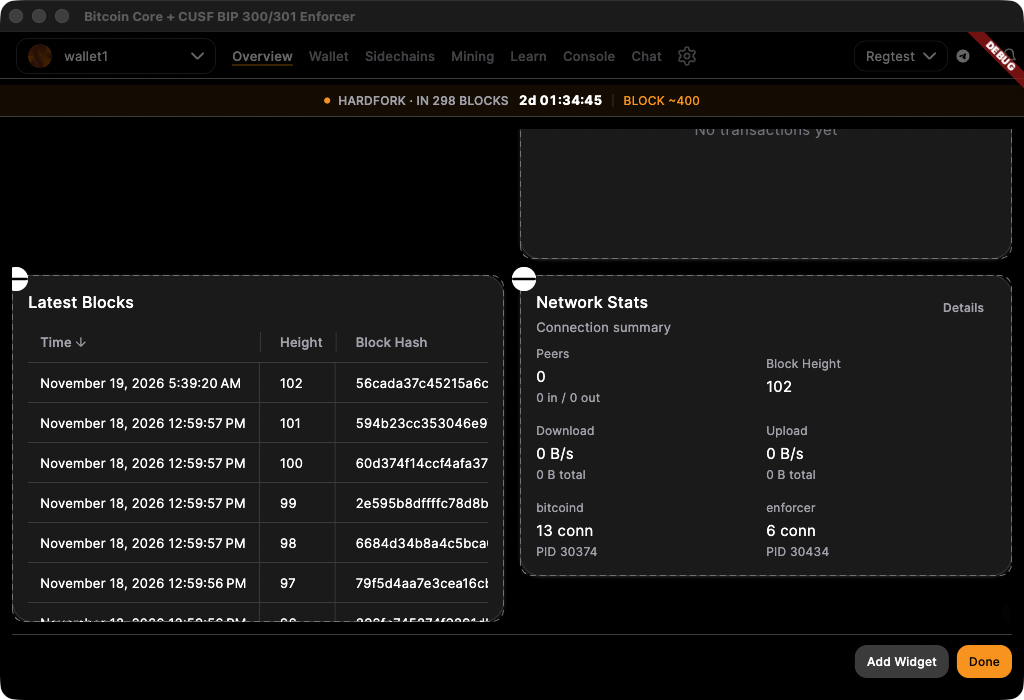 Bitcoin Core + CUSF BIP 300/301 Enforcer
wallet1
Overview
Wallet
Sidechains
Mining
Learn
Console
Chat
Regtest
DEBUG
HARDFORK · IN 298 BLOCKS 2d 01:34:45 BLOCK ~400
No transactions yet
Latest Blocks
Time ↓ Height Block Hash
November 19, 2026 5:39:20 AM 102 56cada37c45215a6c
November 18, 2026 12:59:57 PM 101 594b23cc353046e9
November 18, 2026 12:59:57 PM 100 60d374f14ccf4afa37
November 18, 2026 12:59:57 PM 99 2e595b8dffffc78d8b
November 18, 2026 12:59:57 PM 98 6684d34b8a4c5bca
November 18, 2026 12:59:56 PM 97 79f5d4aa7e3cea16c
Network Stats
Details
Connection summary
Peers
0
0 in / 0 out
Block Height
102
Download
0 B/s
0 B total
Upload
0 B/s
0 B total
bitcoind
13 conn
PID 30374
enforcer
6 conn
PID 30434
Add Widget
Done